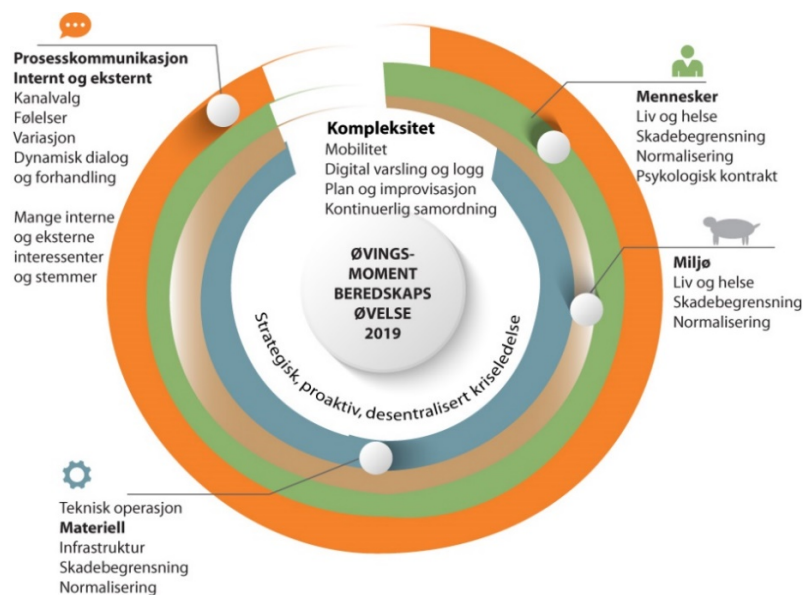 Prosesskommunikasjon
Internt og eksternt
Kanalvalg
Følelser
Variasjon
Dynamisk dialog
og forhandling
Mange interne
og eksterne
interessenter
og stemmer
Kompleksitet
Mobilitet
Digital varsling og logg
Plan og improvisasjon
Kontinuerlig samordning
Mennesker
Liv og helse
Skadebegrensning
Normalisering
Psykologisk kontrakt
Miljø
Liv og helse
Skadebegrensning
Normalisering
ØVINGS-
MOMENT
BEREDSKAPS
ØVELSE
2019
Strategisk, proaktiv, desentralisert kriseledelse
Teknisk operasjon
Materiell
Infrastruktur
Skadebegrensning
Normalisering